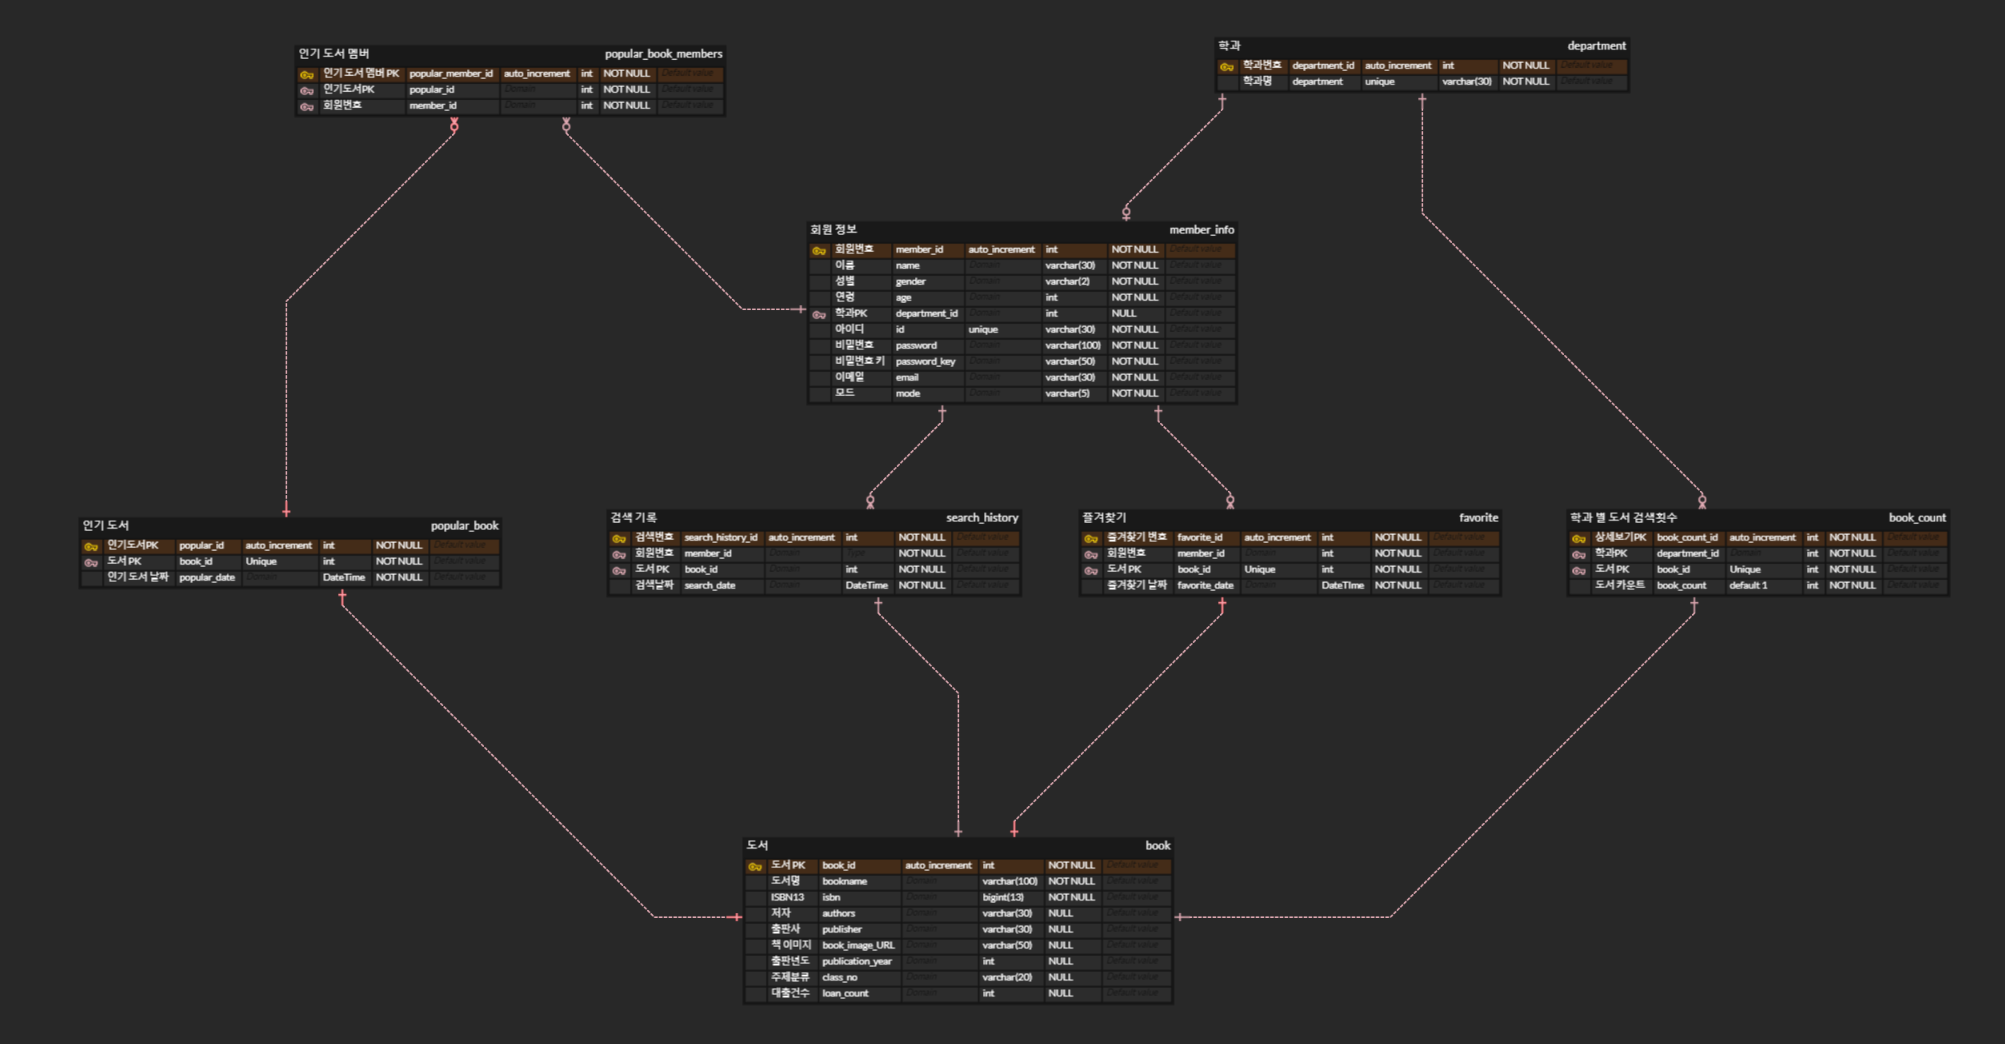 인기 도서 멤버 popular_book_members
인기 도서 멤버 PK popular_member_id auto_increment int NOT NULL Default value
인기도서PK popular_id Domain int NOT NULL Default value
회원번호 member_id Domain int NOT NULL Default value
학과 department
학과번호 department_id auto_increment int NOT NULL Default value
학과명 department unique varchar(30) NOT NULL Default value
회원 정보 member_info
회원번호 member_id auto_increment int NOT NULL Default value
이름 name Domain varchar(30) NOT NULL Default value
성별 gender Domain varchar(2) NOT NULL Default value
연령 age Domain int NOT NULL Default value
학과PK department_id Domain int NULL Default value
아이디 id unique varchar(30) NOT NULL Default value
비밀번호 password Domain varchar(100) NOT NULL Default value
비밀번호 키 password_key Domain varchar(50) NOT NULL Default value
이메일 email Domain varchar(30) NOT NULL Default value
모드 mode Domain varchar(5) NOT NULL Default value
인기 도서 popular_book
인기도서PK popular_id auto_increment int NOT NULL Default value
도서 PK book_id Unique int NOT NULL Default value
인기 도서 날짜 popular_date Domain DateTime NOT NULL Default value
검색 기록 search_history
검색번호 search_history_id auto_increment int NOT NULL Default value
회원번호 member_id Domain Type NOT NULL Default value
도서 PK book_id Domain int NOT NULL Default value
검색날짜 search_date Domain DateTime NOT NULL Default value
즐겨찾기 favorite
즐겨찾기 번호 favorite_id auto_increment int NOT NULL Default value
회원번호 member_id Domain int NOT NULL Default value
도서 PK book_id Unique int NOT NULL Default value
즐겨찾기 날짜 favorite_date Domain DateTIme NOT NULL Default value
학과 별 도서 검색횟수 book_count
상세보기PK book_count_id auto_increment int NOT NULL Default value
학과PK department_id Domain int NOT NULL Default value
도서 PK book_id Unique int NOT NULL Default value
도서 카운트 book_count default 1 int NOT NULL Default value
도서 book
도서 PK book_id auto_increment int NOT NULL Default value
도서명 bookname Domain varchar(100) NOT NULL Default value
ISBN13 isbn Domain bigint(13) NOT NULL Default value
저자 authors Domain varchar(30) NULL Default value
출판사 publisher Domain varchar(30) NULL Default value
책 이미지 book_image_URL Domain varchar(50) NULL Default value
출판년도 publication_year Domain int NULL Default value
주제분류 class_no Domain varchar(20) NULL Default value
대출건수 loan_count Domain int NULL Default value